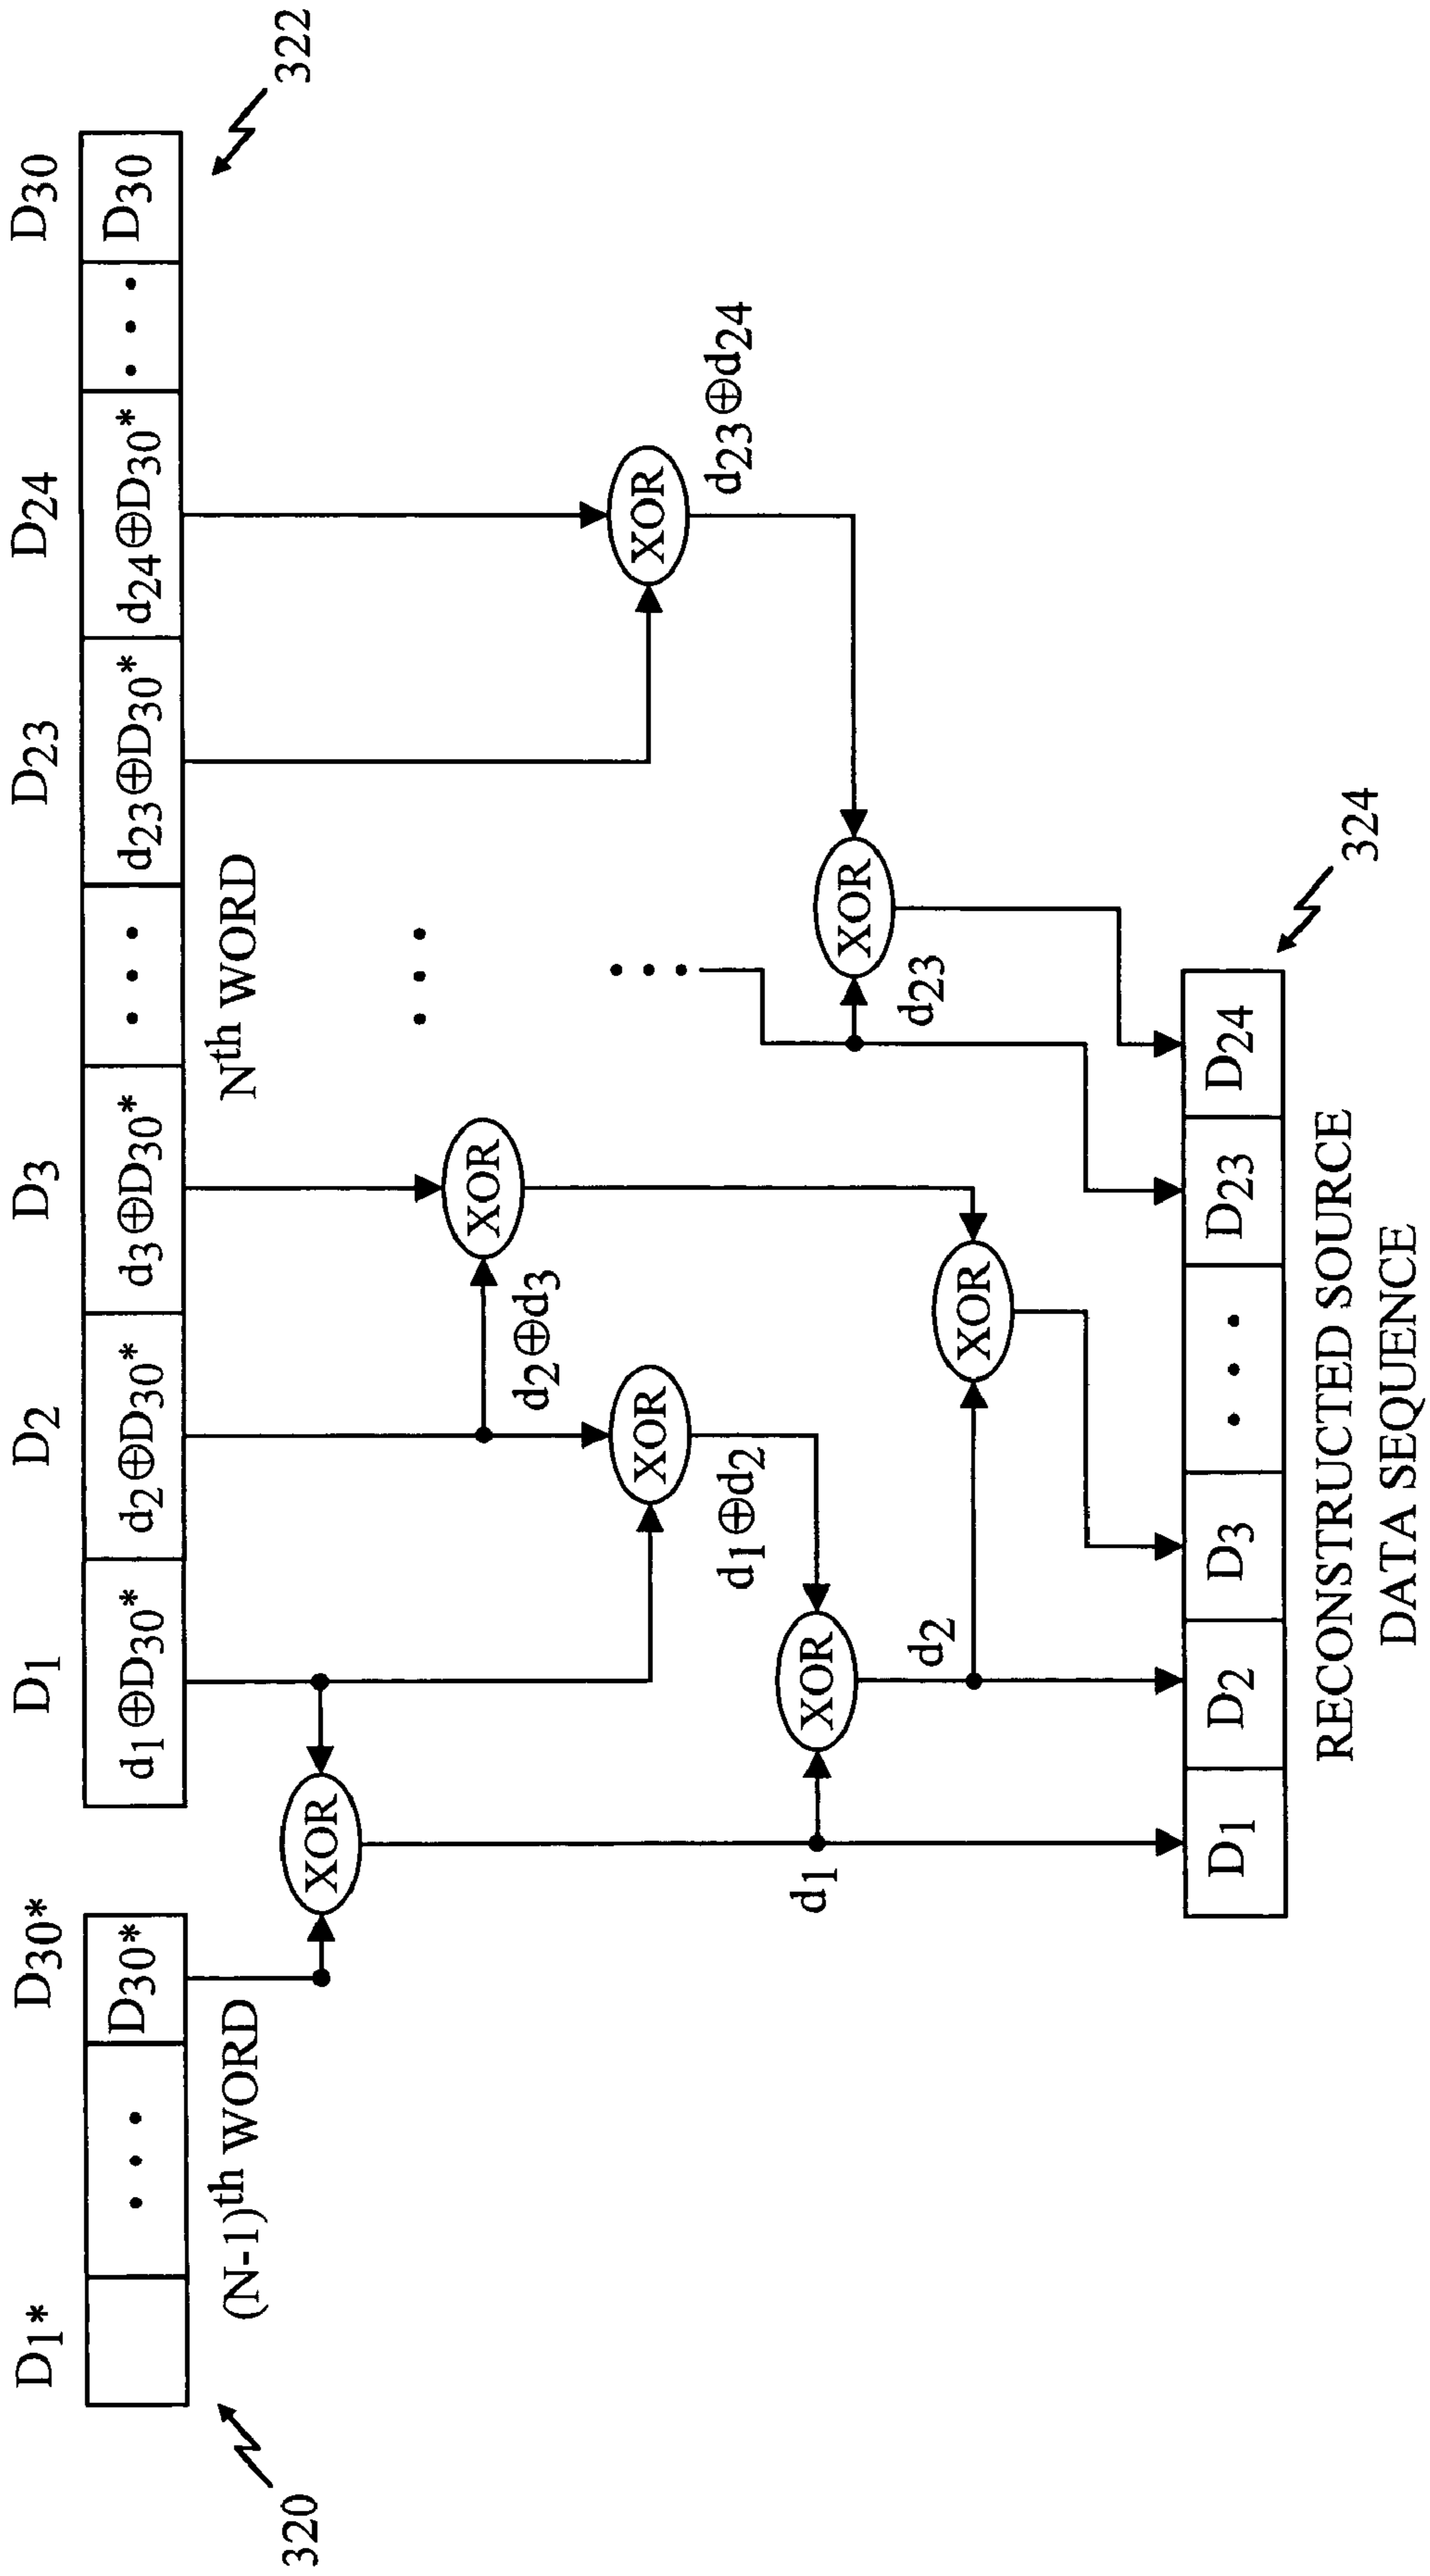 D1* D30* D1 D2 D3 D23 D24 D30
D30* d1⊕D30* d2⊕D30* d3⊕D30* • • • d23⊕D30* d24⊕D30* • • • D30
(N-1)th WORD
Nth WORD
320
322
XOR
XOR
d2⊕d3
XOR
XOR
d1⊕d2
d23⊕d24
XOR
XOR
d1
d2
d23
XOR
D1 D2 D3 • • • D23 D24
324
RECONSTRUCTED SOURCE
DATA SEQUENCE